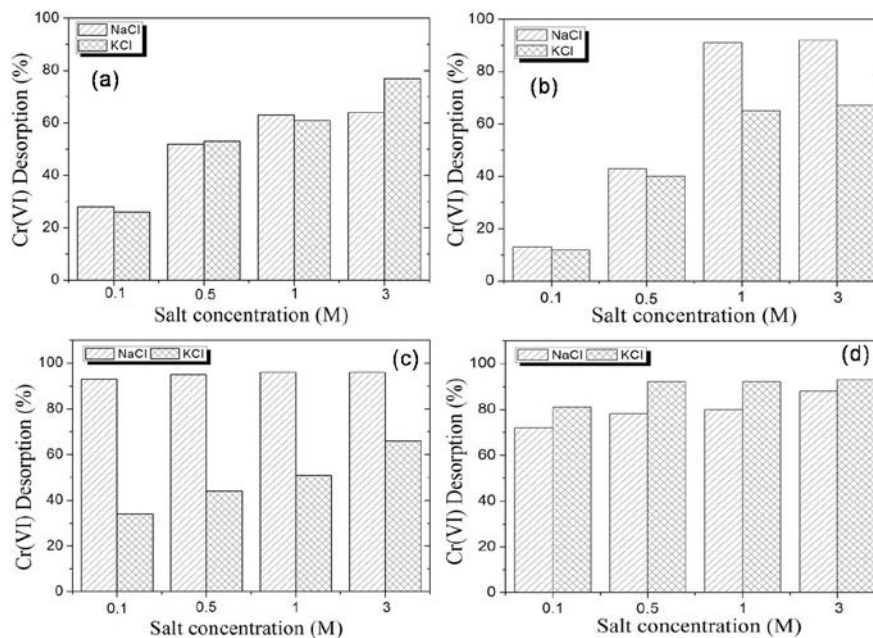 100
80
60
40
20
0
Cr(VI) Desorption (%)
NaCl
KCl
(a)
0.1 0.5 1 3
Salt concentration (M)
100
80
60
40
20
0
Cr(VI) Desorption (%)
NaCl
KCl
(b)
0.1 0.5 1 3
Salt concentration (M)
100
80
60
40
20
0
Cr(VI) Desorption (%)
NaCl KCl
(c)
0.1 0.5 1 3
Salt concentration (M)
100
80
60
40
20
0
Cr(VI) Desorption (%)
NaCl KCl
(d)
0.1 0.5 1 3
Salt concentration (M)